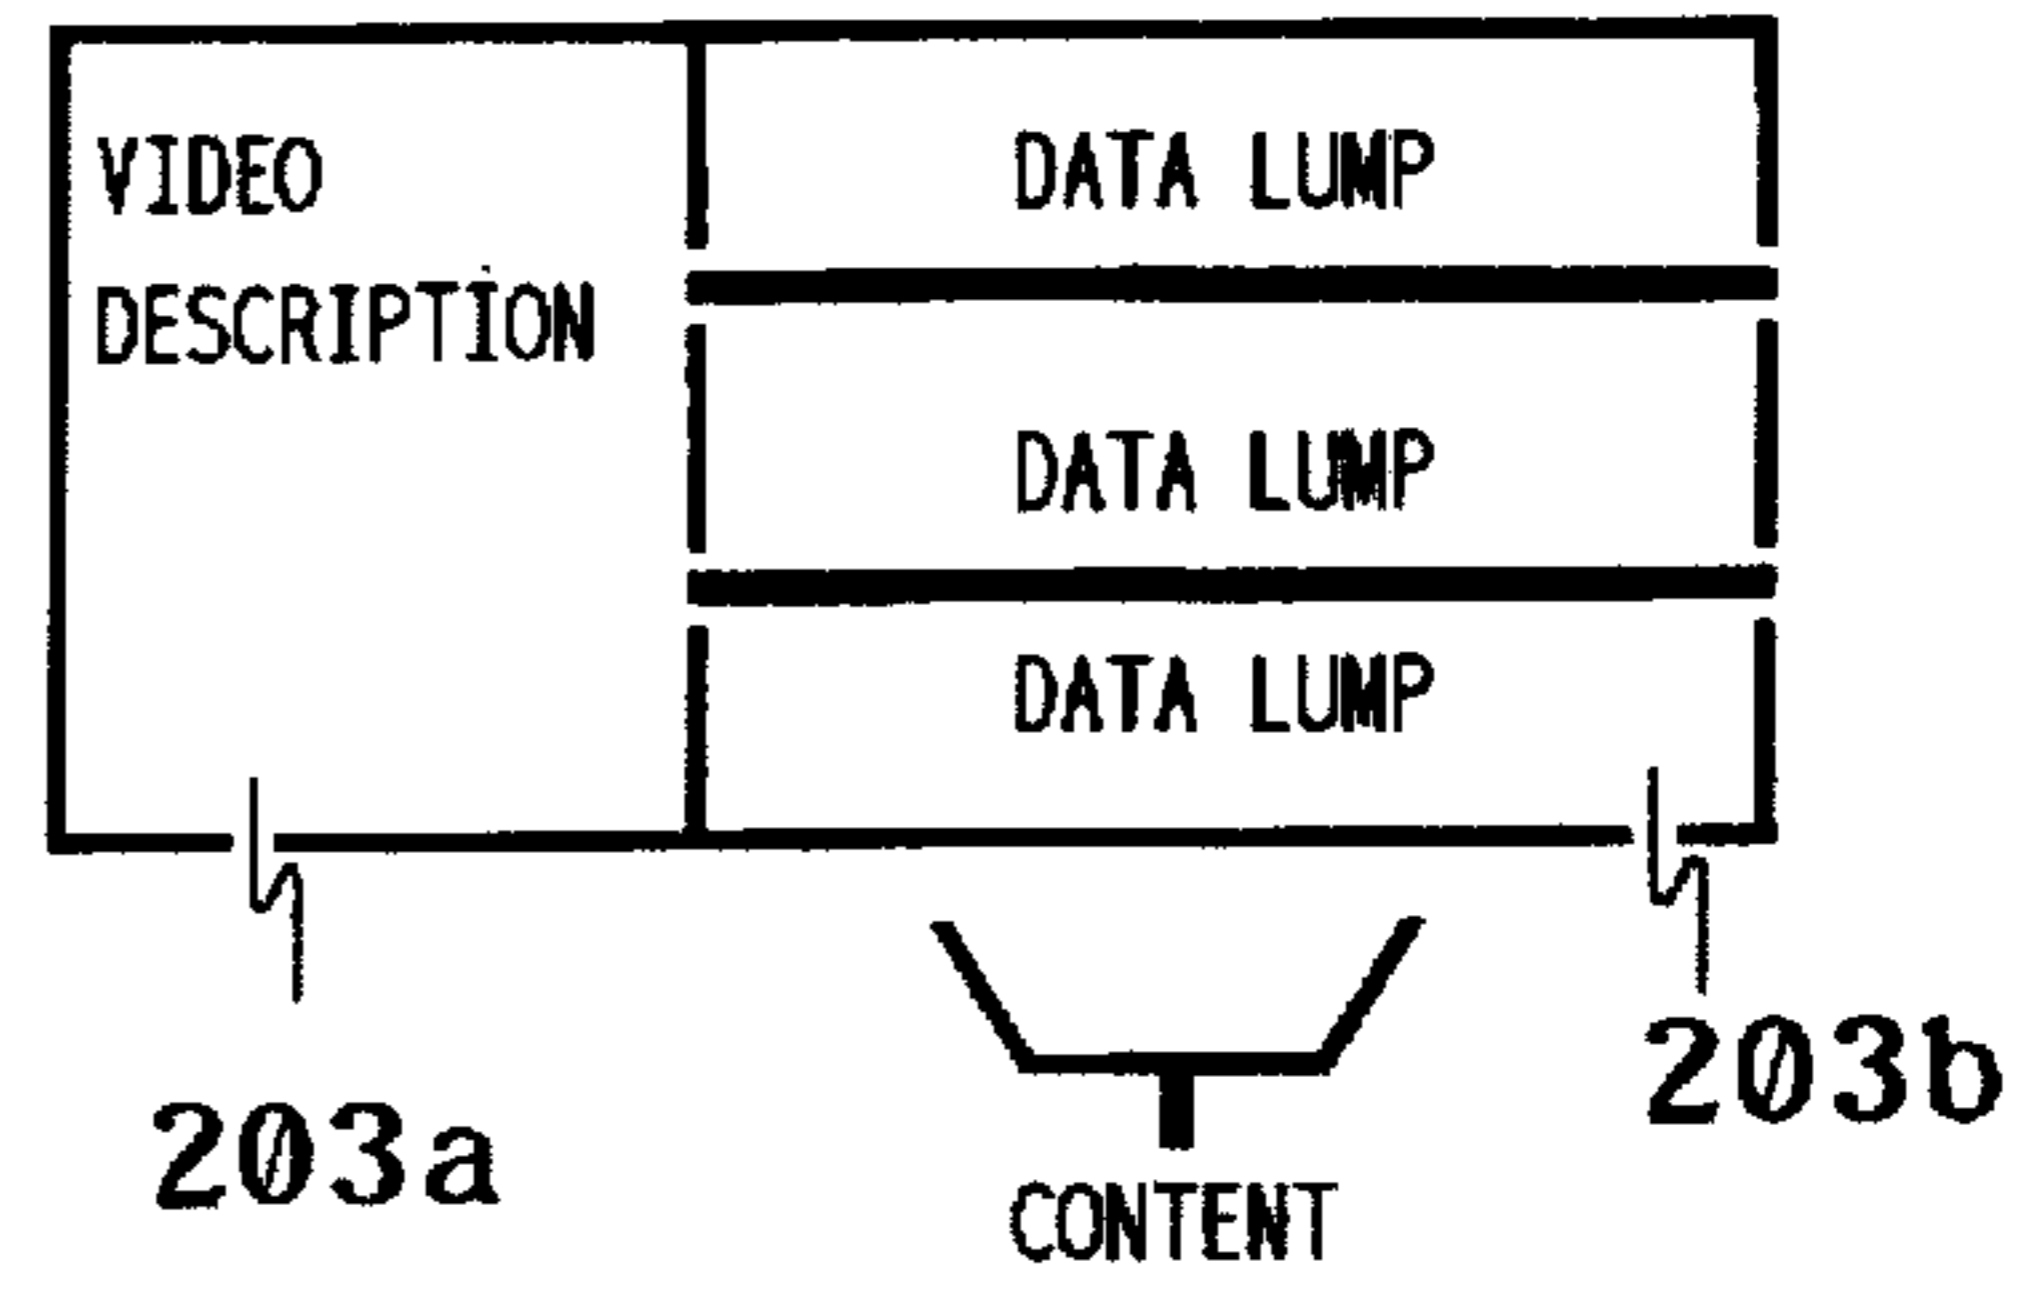 VIDEO
DESCRIPTION
DATA LUMP
DATA LUMP
DATA LUMP
203a
203b
CONTENT